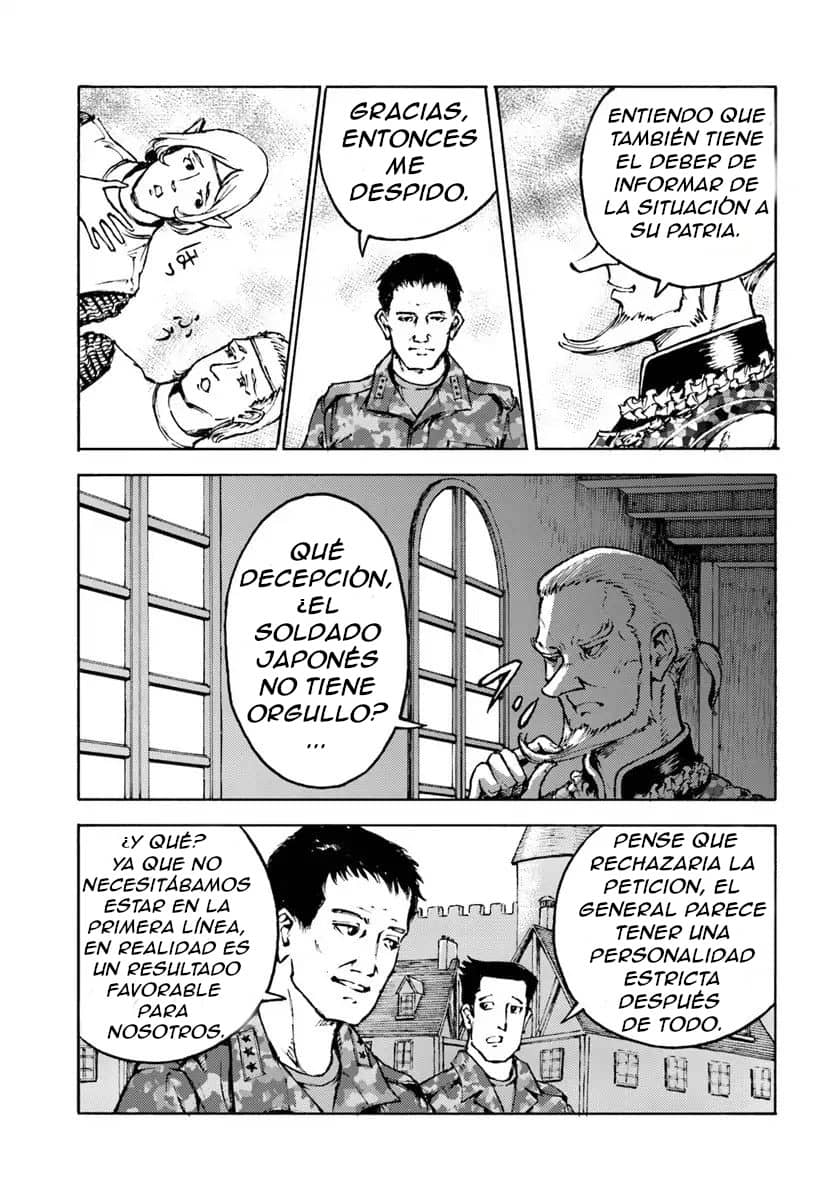 ENTIENDO QUE
TAMBIÉN TIENE
EL DEBER DE
INFORMAR DE
LA SITUACIÓN A
SU PATRIA.
GRACIAS,
ENTONCES
ME
DESPIDO.
QUÉ
DECEPCIÓN,
¿EL
SOLDADO
JAPONÉS
NO TIENE
ORGULLO?
...
PENSE QUE
RECHAZARIA LA
PETICION, EL
GENERAL PARECE
TENER UNA
PERSONALIDAD
ESTRICTA
DESPUÉS
DE TODO.
¿Y QUÉ?
YA QUE NO
NECESITÁBAMOS
ESTAR EN LA
PRIMERA LÍNEA,
EN REALIDAD ES
UN RESULTADO
FAVORABLE
PARA
NOSOTROS.